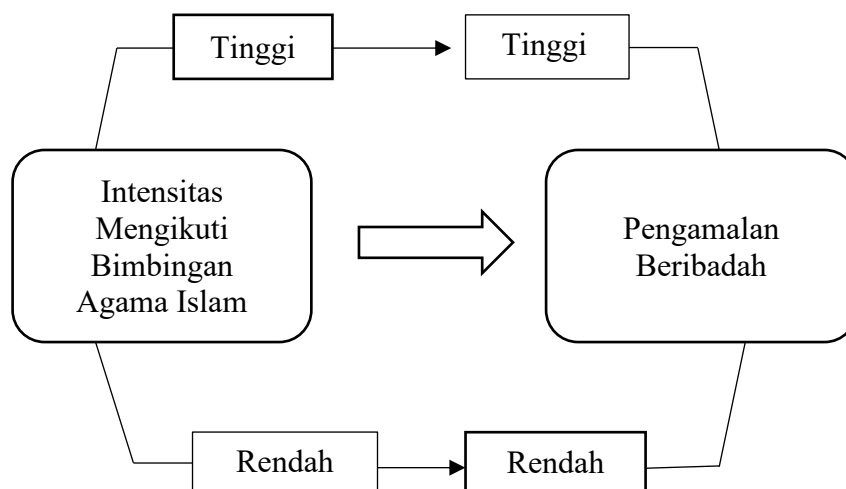 Tinggi
Tinggi
Intensitas
Mengikuti
Bimbingan
Agama Islam
Pengamalan
Beribadah
Rendah
Rendah